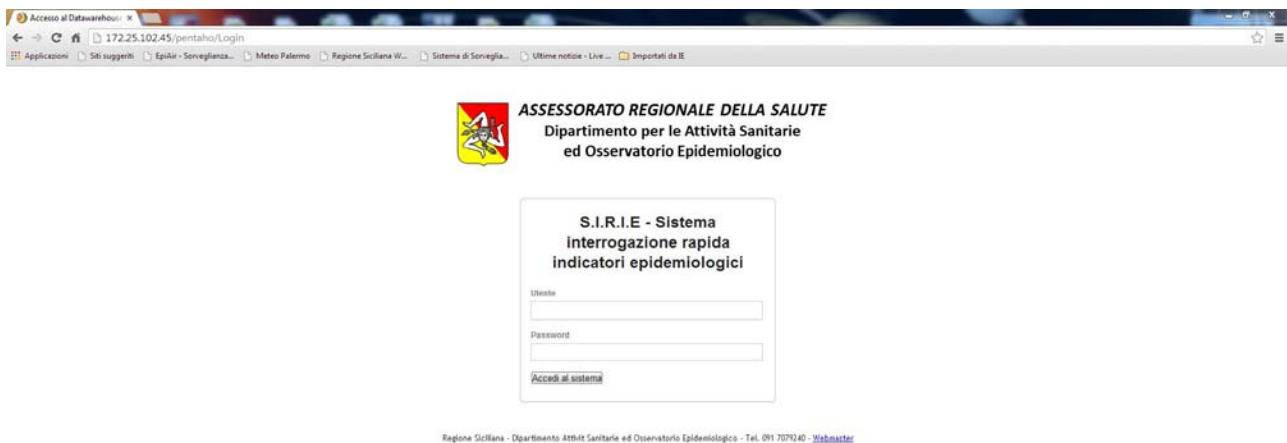 Accesso al Datawarehous
172.25.102.45/pentaho/Login
Applicazioni Siti suggeriti EpiAir - Sorveglianza... Meteo Palermo Regione Siciliana W... Sistema di Sorveglia... Ultime notizie - Live ... Importati da IE
ASSESSORATO REGIONALE DELLA SALUTE
Dipartimento per le Attività Sanitarie
ed Osservatorio Epidemiologico
S.I.R.I.E - Sistema
interrogazione rapida
indicatori epidemiologici
Utente
Password
Accedi al sistema
Regione Siciliana - Dipartimento Attivit Sanitarie ed Osservatorio Epidemiologico - Tel. 091 7079240 - Webmaster